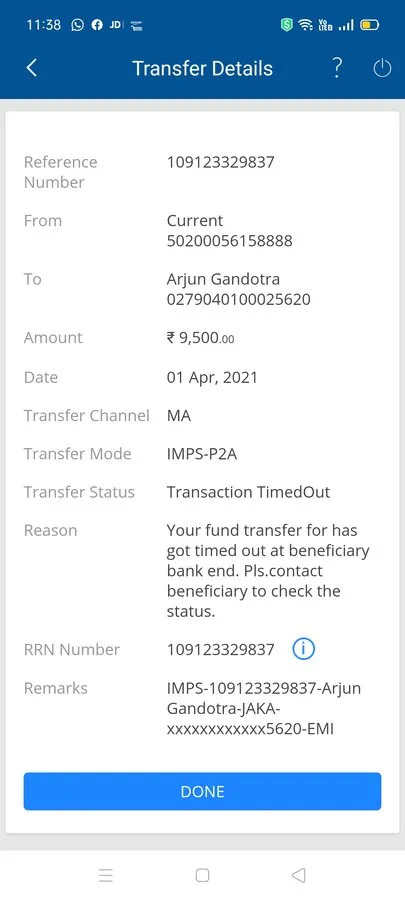 11:38 JD Vo LTE
Transfer Details ?
Reference
Number
109123329837
From Current
50200056158888
To Arjun Gandotra
0279040100025620
Amount ₹ 9,500.00
Date 01 Apr, 2021
Transfer Channel MA
Transfer Mode IMPS-P2A
Transfer Status Transaction TimedOut
Reason Your fund transfer for has
got timed out at beneficiary
bank end. Pls.contact
beneficiary to check the
status.
RRN Number 109123329837 i
Remarks IMPS-109123329837-Arjun
Gandotra-JAKA-
xxxxxxxxxxxx5620-EMI
DONE